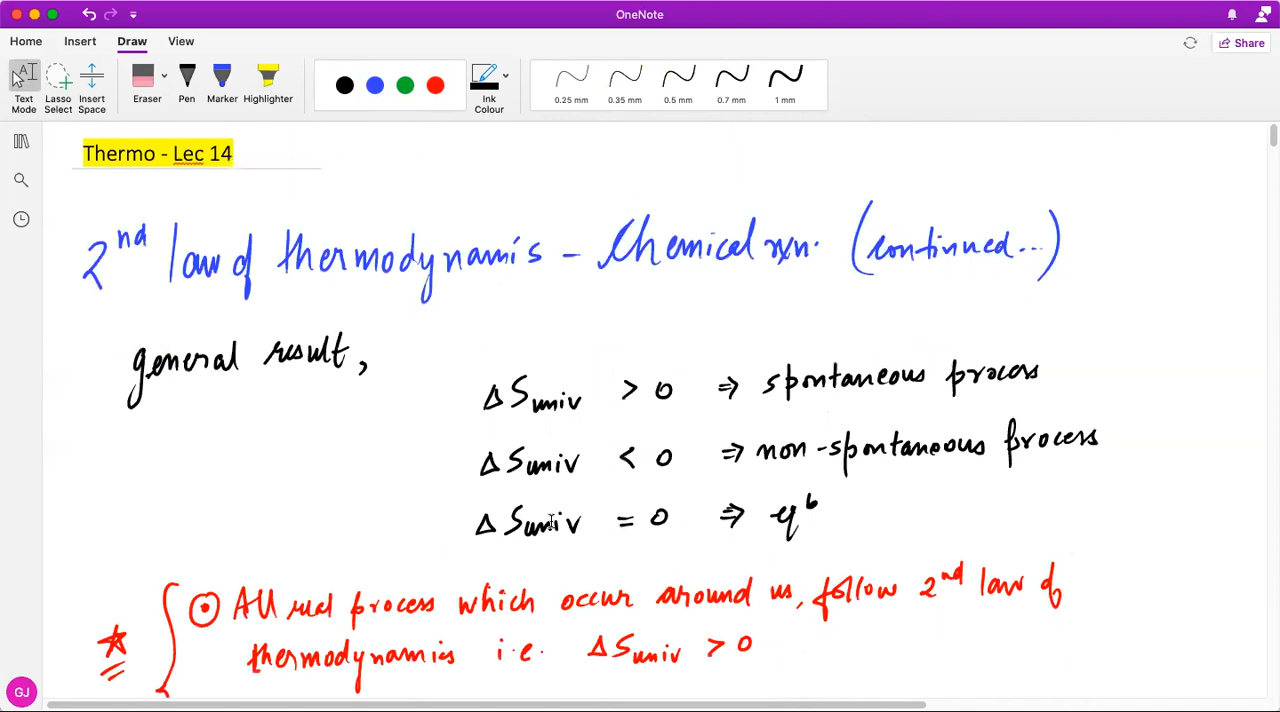 OneNote
Home Insert Draw View
Share
Text Mode
Lasso Select
Insert Space
Eraser
Pen
Marker
Highlighter
Ink Colour
0.25 mm 0.35 mm 0.5 mm 0.7 mm 1 mm
Thermo - Lec 14
2nd law of thermodynamis - Chemical rxn. (continued...)
general result,
ΔSuniv > 0 ⇒ spontaneous process
ΔSuniv < 0 ⇒ non-spontaneous process
ΔSuniv = 0 ⇒ eqb
⊙ All real process which occur around us, follow 2nd law of
thermodynamics i.e. ΔSuniv > 0
GJ